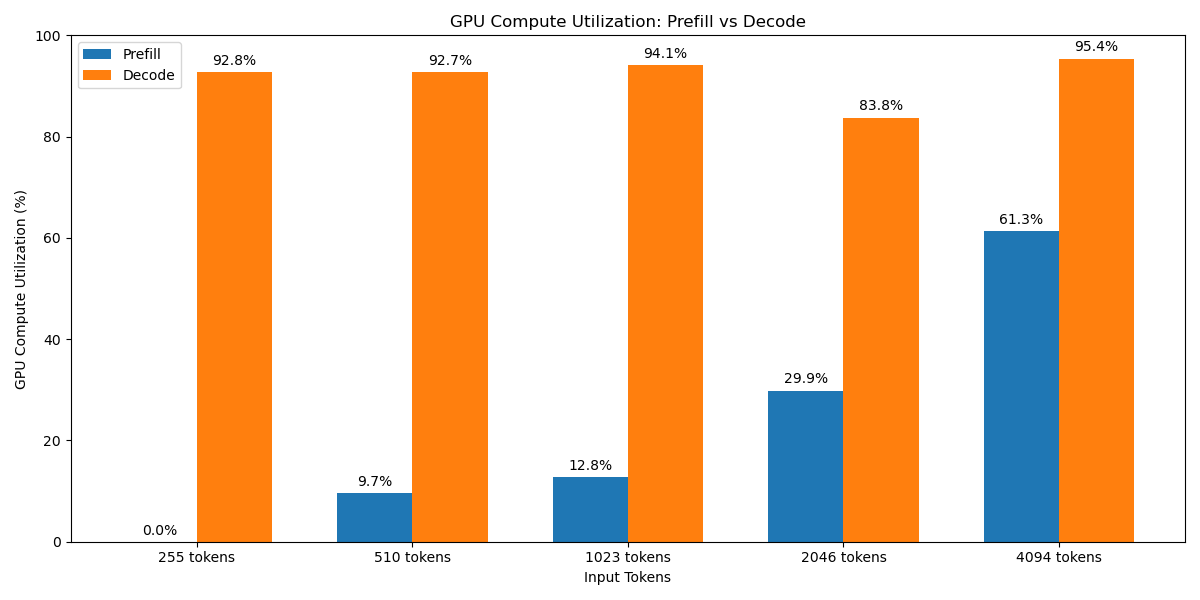 GPU Compute Utilization: Prefill vs Decode
Prefill
Decode
GPU Compute Utilization (%)
100
80
60
40
20
0
0.0%
92.8%
9.7%
92.7%
12.8%
94.1%
29.9%
83.8%
61.3%
95.4%
255 tokens
510 tokens
1023 tokens
2046 tokens
4094 tokens
Input Tokens